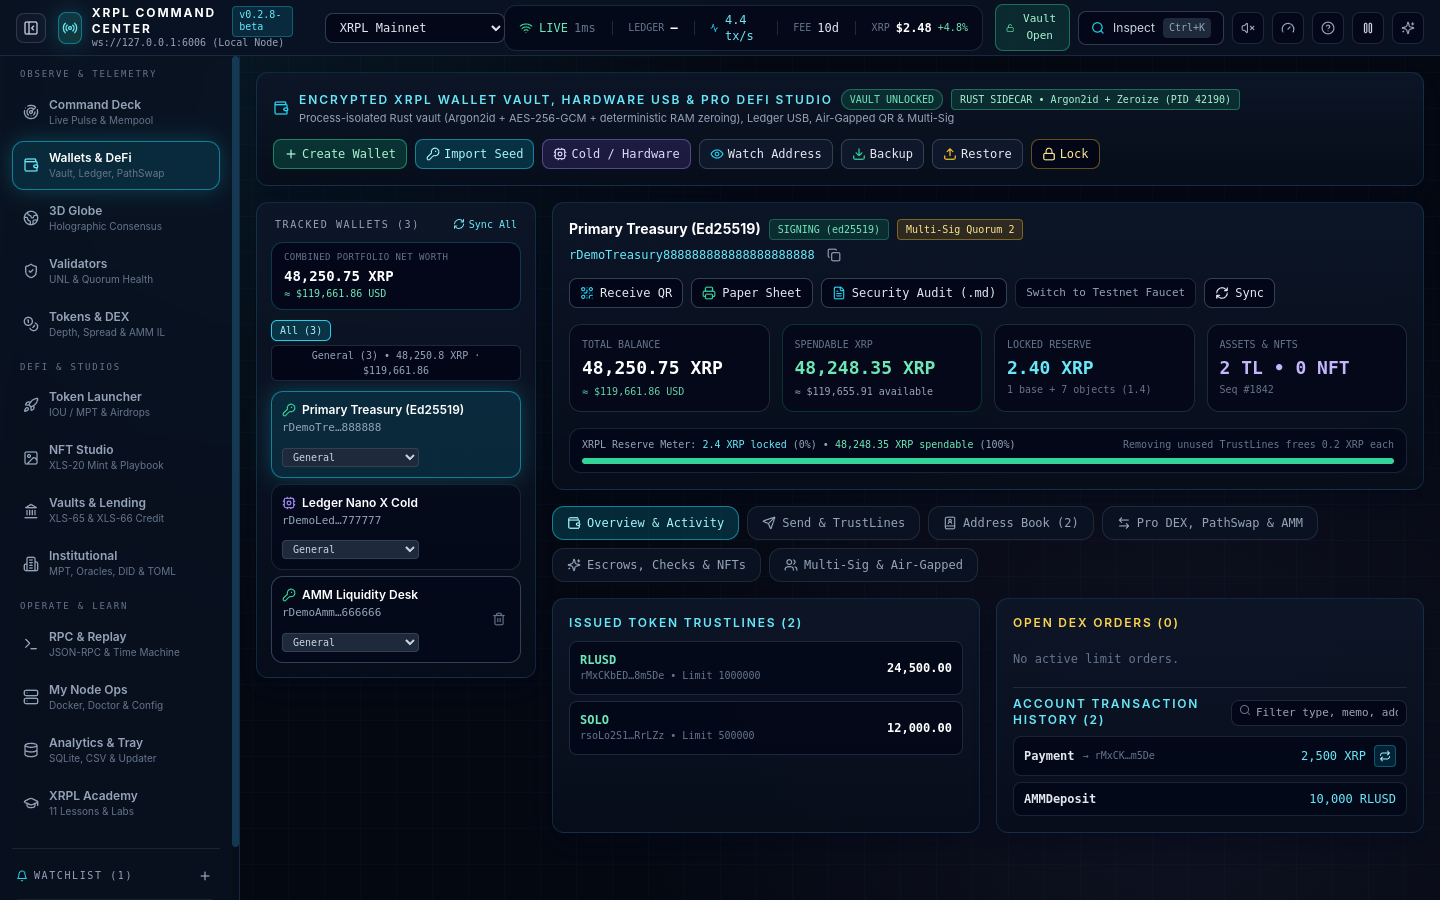 XRPL COMMAND CENTER
v0.2.8-beta
ws://127.0.0.1:6006 (Local Node)
XRPL Mainnet
LIVE 1ms
LEDGER —
4.4 tx/s
FEE 10d
XRP $2.48 +4.8%
Vault Open
Inspect Ctrl+K
OBSERVE & TELEMETRY
Command Deck
Live Pulse & Mempool
Wallets & DeFi
Vault, Ledger, PathSwap
3D Globe
Holographic Consensus
Validators
UNL & Quorum Health
Tokens & DEX
Depth, Spread & AMM IL
DEFI & STUDIOS
Token Launcher
IOU / MPT & Airdrops
NFT Studio
XLS-20 Mint & Playbook
Vaults & Lending
XLS-65 & XLS-66 Credit
Institutional
MPT, Oracles, DID & TOML
OPERATE & LEARN
RPC & Replay
JSON-RPC & Time Machine
My Node Ops
Docker, Doctor & Config
Analytics & Tray
SQLite, CSV & Updater
XRPL Academy
11 Lessons & Labs
WATCHLIST (1)
ENCRYPTED XRPL WALLET VAULT, HARDWARE USB & PRO DEFI STUDIO
VAULT UNLOCKED
RUST SIDECAR • Argon2id + Zeroize (PID 42190)
Process-isolated Rust vault (Argon2id + AES-256-GCM + deterministic RAM zeroing), Ledger USB, Air-Gapped QR & Multi-Sig
Create Wallet
Import Seed
Cold / Hardware
Watch Address
Backup
Restore
Lock
TRACKED WALLETS (3)
Sync All
COMBINED PORTFOLIO NET WORTH
48,250.75 XRP
≈ $119,661.86 USD
All (3)
General (3) • 48,250.8 XRP ·
$119,661.86
Primary Treasury (Ed25519)
rDemoTre…888888
General
Ledger Nano X Cold
rDemoLed…777777
General
AMM Liquidity Desk
rDemoAmm…666666
General
Primary Treasury (Ed25519)
SIGNING (ed25519)
Multi-Sig Quorum 2
rDemoTreasury888888888888888888888
Receive QR
Paper Sheet
Security Audit (.md)
Switch to Testnet Faucet
Sync
TOTAL BALANCE
48,250.75 XRP
≈ $119,661.86 USD
SPENDABLE XRP
48,248.35 XRP
≈ $119,655.91 available
LOCKED RESERVE
2.40 XRP
1 base + 7 objects (1.4)
ASSETS & NFTS
2 TL • 0 NFT
Seq #1842
XRPL Reserve Meter: 2.4 XRP locked (0%) • 48,248.35 XRP spendable (100%)
Removing unused TrustLines frees 0.2 XRP each
Overview & Activity
Send & TrustLines
Address Book (2)
Pro DEX, PathSwap & AMM
Escrows, Checks & NFTs
Multi-Sig & Air-Gapped
ISSUED TOKEN TRUSTLINES (2)
RLUSD
rMxCKbED…8m5De • Limit 1000000
24,500.00
SOLO
rsoLo2S1…RrLZz • Limit 500000
12,000.00
OPEN DEX ORDERS (0)
No active limit orders.
ACCOUNT TRANSACTION
HISTORY (2)
Filter type, memo, add
Payment → rMxCK…m5De
2,500 XRP
AMMDeposit
10,000 RLUSD